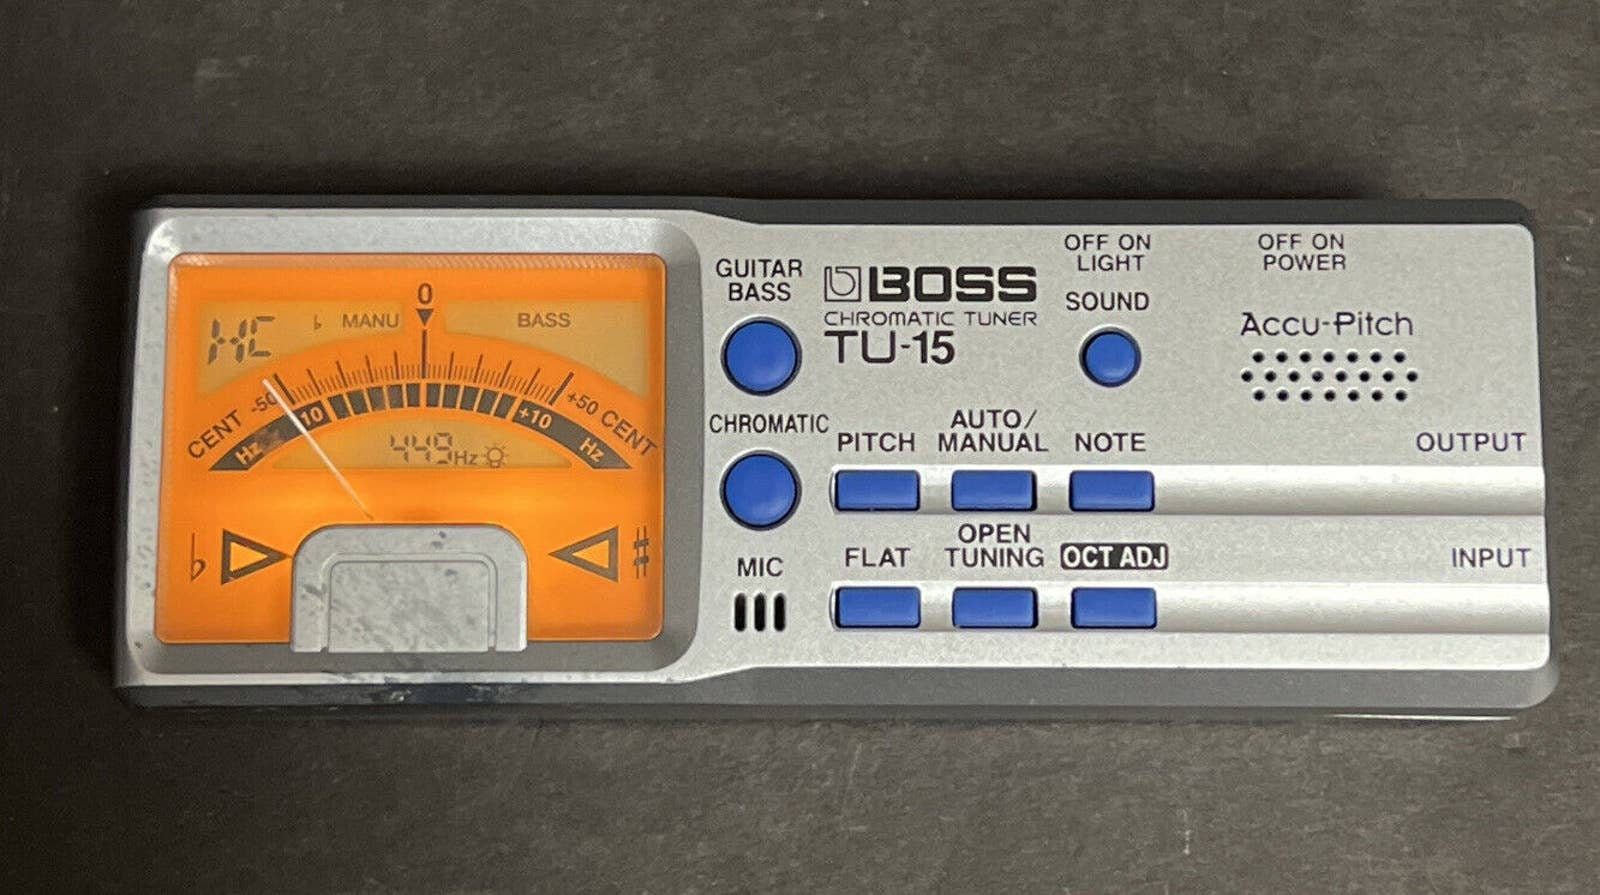 0
HC ♭ MANU BASS
CENT -50 +50 CENT
Hz 10 +10 Hz
449Hz
♭ ♯
GUITAR
BASS
CHROMATIC
MIC
BOSS
CHROMATIC TUNER
TU-15
OFF ON
LIGHT
SOUND
OFF ON
POWER
Accu-Pitch
PITCH
AUTO/
MANUAL
NOTE
OUTPUT
FLAT
OPEN
TUNING
OCT ADJ
INPUT